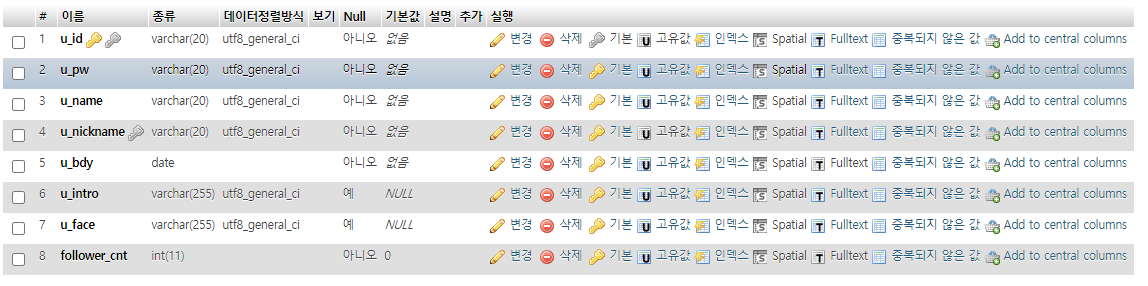 # 이름 종류 데이터정렬방식 보기 Null 기본값 설명 추가 실행
1 u_id varchar(20) utf8_general_ci 아니오 없음 변경 삭제 기본 고유값 인덱스 Spatial Fulltext 중복되지 않은 값 Add to central columns
2 u_pw varchar(20) utf8_general_ci 아니오 없음 변경 삭제 기본 고유값 인덱스 Spatial Fulltext 중복되지 않은 값 Add to central columns
3 u_name varchar(20) utf8_general_ci 아니오 없음 변경 삭제 기본 고유값 인덱스 Spatial Fulltext 중복되지 않은 값 Add to central columns
4 u_nickname varchar(20) utf8_general_ci 아니오 없음 변경 삭제 기본 고유값 인덱스 Spatial Fulltext 중복되지 않은 값 Add to central columns
5 u_bdy date 아니오 없음 변경 삭제 기본 고유값 인덱스 Spatial Fulltext 중복되지 않은 값 Add to central columns
6 u_intro varchar(255) utf8_general_ci 예 NULL 변경 삭제 기본 고유값 인덱스 Spatial Fulltext 중복되지 않은 값 Add to central columns
7 u_face varchar(255) utf8_general_ci 예 NULL 변경 삭제 기본 고유값 인덱스 Spatial Fulltext 중복되지 않은 값 Add to central columns
8 follower_cnt int(11) 아니오 0 변경 삭제 기본 고유값 인덱스 Spatial Fulltext 중복되지 않은 값 Add to central columns